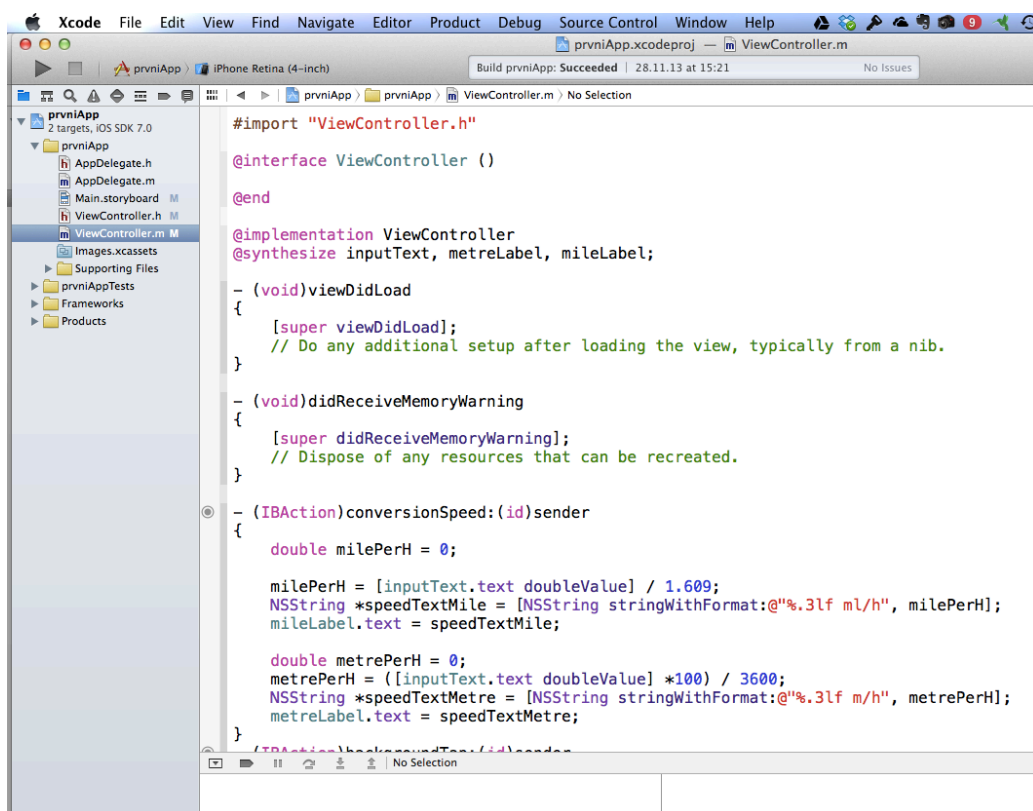 Xcode File Edit View Find Navigate Editor Product Debug Source Control Window Help 9
prvniApp.xcodeproj — m ViewController.m
prvniApp iPhone Retina (4-inch) Build prvniApp: Succeeded | 28.11.13 at 15:21 No Issues
prvniApp prvniApp m ViewController.m No Selection
prvniApp
2 targets, iOS SDK 7.0
prvniApp
h AppDelegate.h
m AppDelegate.m
Main.storyboard M
h ViewController.h M
m ViewController.m M
Images.xcassets
Supporting Files
prvniAppTests
Frameworks
Products
#import "ViewController.h"
@interface ViewController ()
@end
@implementation ViewController
@synthesize inputText, metreLabel, mileLabel;
- (void)viewDidLoad
{
[super viewDidLoad];
// Do any additional setup after loading the view, typically from a nib.
}
- (void)didReceiveMemoryWarning
{
[super didReceiveMemoryWarning];
// Dispose of any resources that can be recreated.
}
- (IBAction)conversionSpeed:(id)sender
{
double milePerH = 0;
milePerH = [inputText.text doubleValue] / 1.609;
NSString *speedTextMile = [NSString stringWithFormat:@"%.3lf ml/h", milePerH];
mileLabel.text = speedTextMile;
double metrePerH = 0;
metrePerH = ([inputText.text doubleValue] *100) / 3600;
NSString *speedTextMetre = [NSString stringWithFormat:@"%.3lf m/h", metrePerH];
metreLabel.text = speedTextMetre;
}
(IBAction)backgroundTap:(id)sender
No Selection